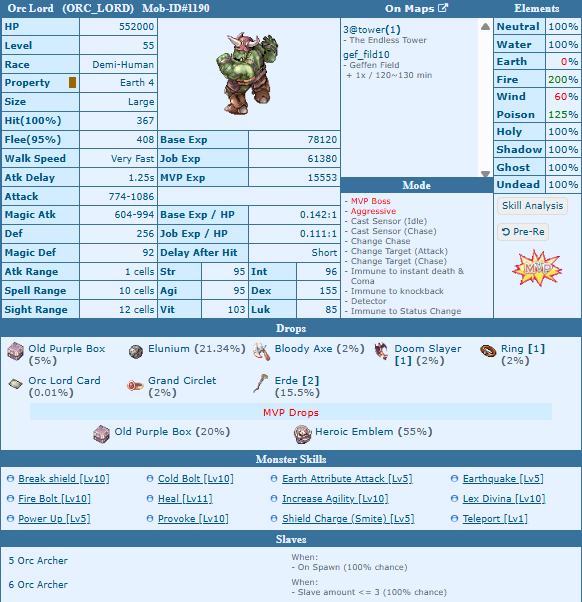 Orc Lord (ORC_LORD) Mob-ID#1190
HP 552000
Level 55
Race Demi-Human
Property Earth 4
Size Large
Hit(100%) 367
Flee(95%) 408 Base Exp 78120
Walk Speed Very Fast Job Exp 61380
Atk Delay 1.25s MVP Exp 15553
Attack 774-1086
Magic Atk 604-994 Base Exp / HP 0.142:1
Def 256 Job Exp / HP 0.111:1
Magic Def 92 Delay After Hit Short
Atk Range 1 cells Str 95 Int 96
Spell Range 10 cells Agi 95 Dex 155
Sight Range 12 cells Vit 103 Luk 85
On Maps
3@tower(1)
- The Endless Tower
gef_fild10
- Geffen Field
+ 1x / 120~130 min
Mode
- MVP Boss
- Aggressive
- Cast Sensor (Idle)
- Cast Sensor (Chase)
- Change Chase
- Change Target (Attack)
- Change Target (Chase)
- Immune to instant death &
Coma
- Immune to knockback
- Detector
- Immune to Status Change
Elements
Neutral 100%
Water 100%
Earth 0%
Fire 200%
Wind 60%
Poison 125%
Holy 100%
Shadow 100%
Ghost 100%
Undead 100%
Skill Analysis
Pre-Re
MVP
Drops
Old Purple Box (5%) Elunium (21.34%) Bloody Axe (2%) Doom Slayer [1] (2%) Ring [1] (2%)
Orc Lord Card (0.01%) Grand Circlet (2%) Erde [2] (15.5%)
MVP Drops
Old Purple Box (20%) Heroic Emblem (55%)
Monster Skills
Break shield [Lv10] Cold Bolt [Lv10] Earth Attribute Attack [Lv5] Earthquake [Lv5]
Fire Bolt [Lv10] Heal [Lv11] Increase Agility [Lv10] Lex Divina [Lv10]
Power Up [Lv5] Provoke [Lv10] Shield Charge (Smite) [Lv5] Teleport [Lv1]
Slaves
5 Orc Archer
When:
- On Spawn (100% chance)
6 Orc Archer
When:
- Slave amount <= 3 (100% chance)